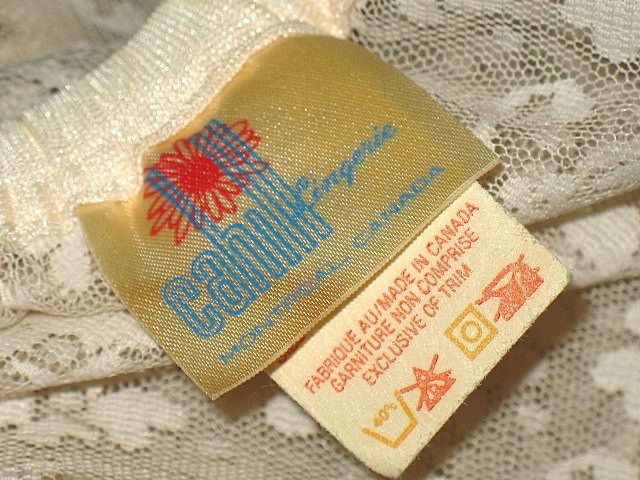 cahill lingerie
MONTREAL CANADA
FABRIQUE AU/MADE IN CANADA
GARNITURE NON COMPRISE
EXCLUSIVE OF TRIM